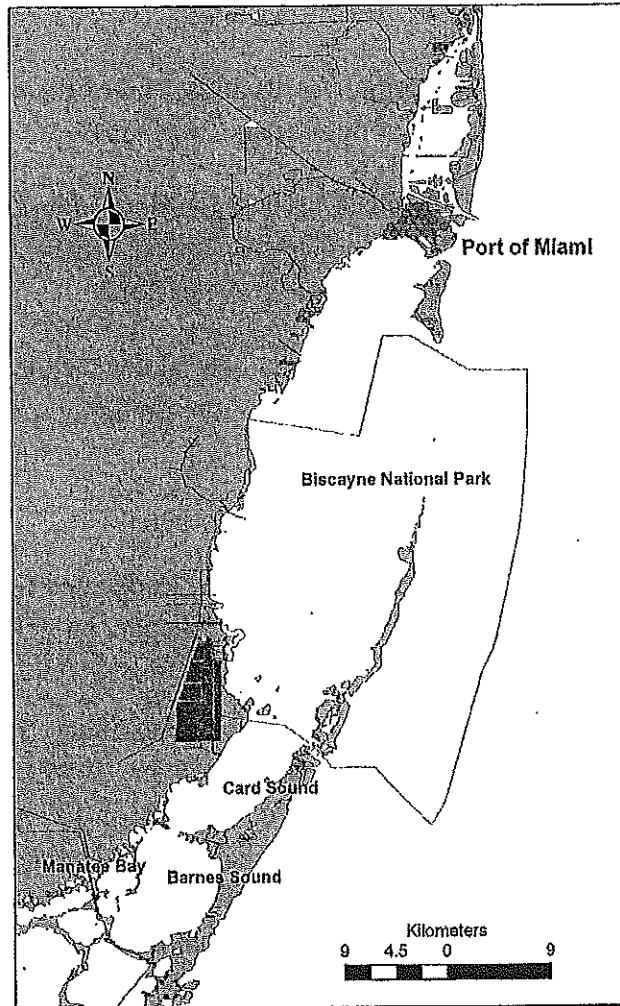 N
W E
S
Port of Miami
Biscayne National Park
Card Sound
Manatee Bay
Barnes Sound
Kilometers
9 4.5 0 9